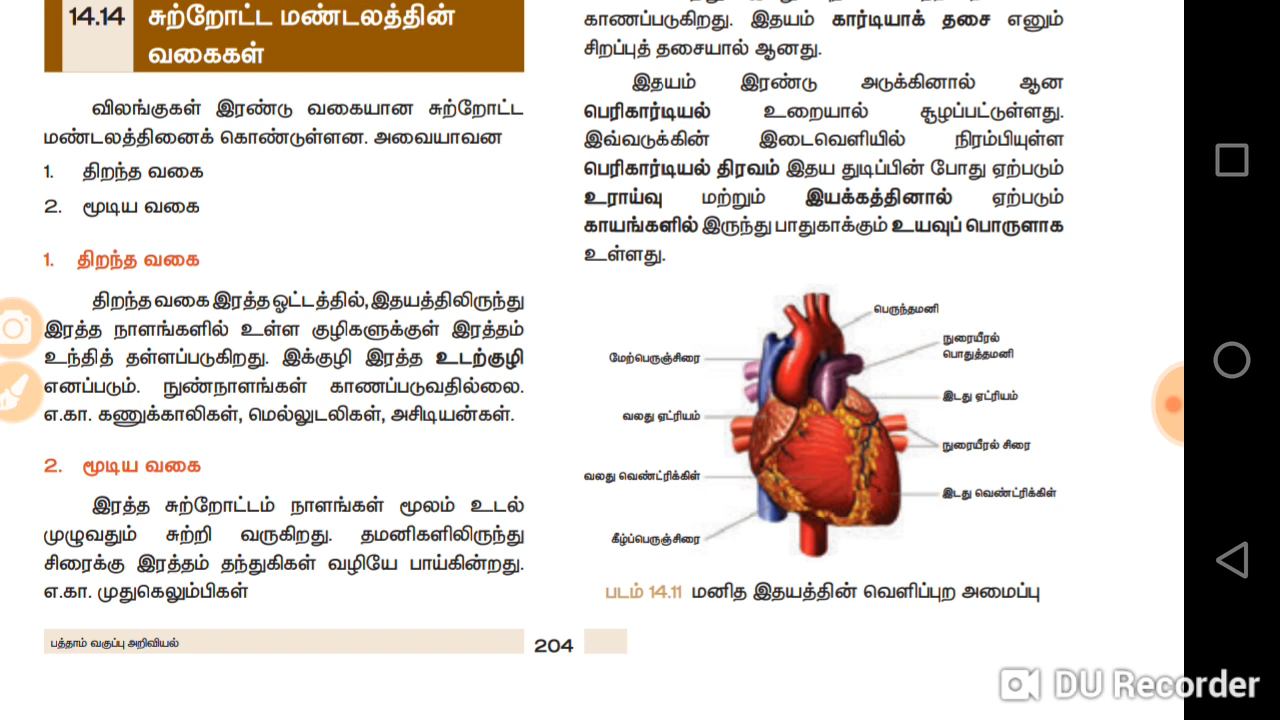 14.14 சுற்றோட்ட மண்டலத்தின்
வகைகள்
விலங்குகள் இரண்டு வகையான சுற்றோட்ட
மண்டலத்தினைக் கொண்டுள்ளன. அவையாவன
1. திறந்த வகை
2. மூடிய வகை
1. திறந்த வகை
திறந்த வகை இரத்த ஓட்டத்தில், இதயத்திலிருந்து
இரத்த நாளங்களில் உள்ள குழிகளுக்குள் இரத்தம்
உந்தித் தள்ளப்படுகிறது. இக்குழி இரத்த உடற்குழி
எனப்படும். நுண்நாளங்கள் காணப்படுவதில்லை.
எ.கா. கணுக்காலிகள், மெல்லுடலிகள், அசிடியன்கள்.
2. மூடிய வகை
இரத்த சுற்றோட்டம் நாளங்கள் மூலம் உடல்
முழுவதும் சுற்றி வருகிறது. தமனிகளிலிருந்து
சிரைக்கு இரத்தம் தந்துகிகள் வழியே பாய்கின்றது.
எ.கா. முதுகெலும்பிகள்
காணப்படுகிறது. இதயம் கார்டியாக் தசை எனும்
சிறப்புத் தசையால் ஆனது.
இதயம் இரண்டு அடுக்கினால் ஆன
பெரிகார்டியல் உறையால் சூழப்பட்டுள்ளது.
இவ்வடுக்கின் இடைவெளியில் நிரம்பியுள்ள
பெரிகார்டியல் திரவம் இதய துடிப்பின் போது ஏற்படும்
உராய்வு மற்றும் இயக்கத்தினால் ஏற்படும்
காயங்களில் இருந்து பாதுகாக்கும் உயவுப் பொருளாக
உள்ளது.
பெருந்தமனி
நுரையீரல்
பொதுத்தமனி
மேற்பெருஞ்சிரை
இடது ஏட்ரியம்
வலது ஏட்ரியம்
நுரையீரல் சிரை
வலது வெண்ட்ரிக்கிள்
இடது வெண்ட்ரிக்கிள்
கீழ்ப்பெருஞ்சிரை
படம் 14.11 மனித இதயத்தின் வெளிப்புற அமைப்பு
பத்தாம் வகுப்பு அறிவியல்
204
DU Recorder